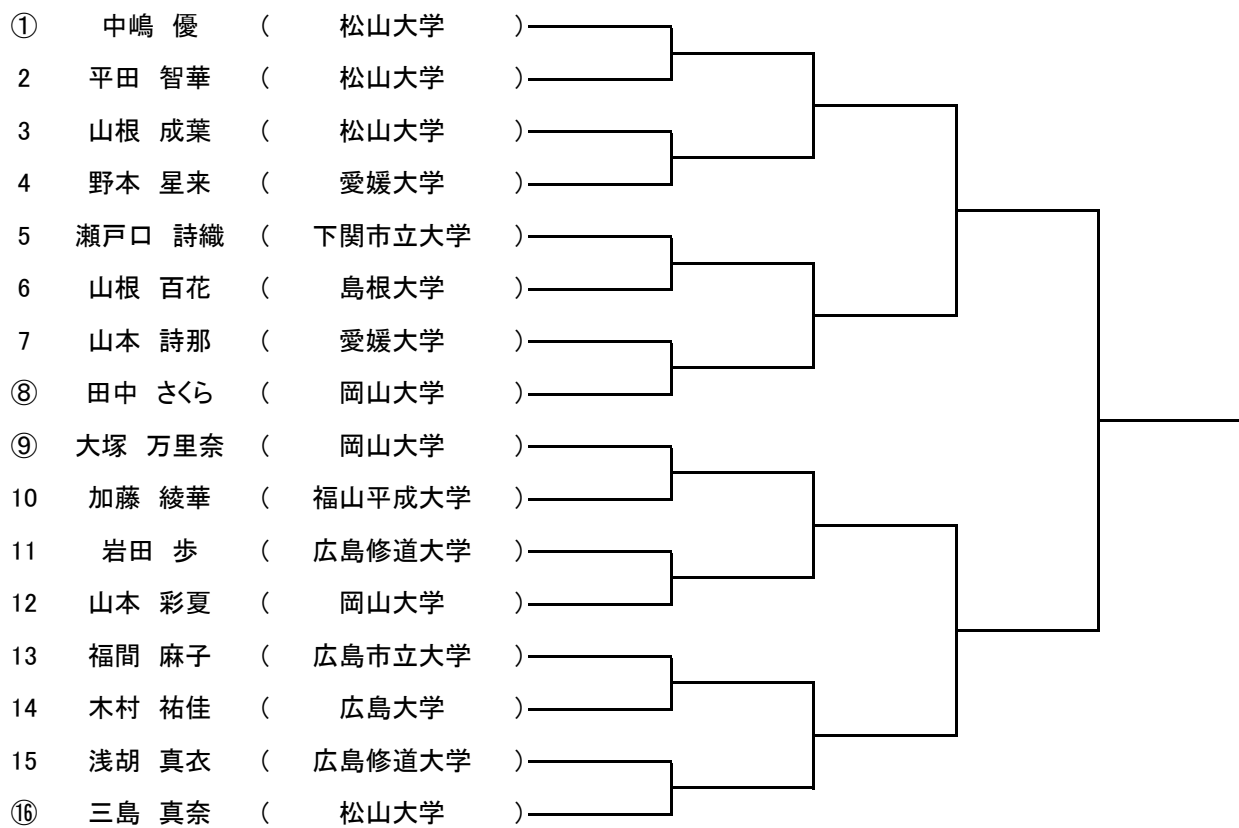 ① 中嶋 優 ( 松山大学 )
2 平田 智華 ( 松山大学 )
3 山根 成葉 ( 松山大学 )
4 野本 星来 ( 愛媛大学 )
5 瀬戸口 詩織 ( 下関市立大学 )
6 山根 百花 ( 島根大学 )
7 山本 詩那 ( 愛媛大学 )
⑧ 田中 さくら ( 岡山大学 )
⑨ 大塚 万里奈 ( 岡山大学 )
10 加藤 綾華 ( 福山平成大学 )
11 岩田 歩 ( 広島修道大学 )
12 山本 彩夏 ( 岡山大学 )
13 福間 麻子 ( 広島市立大学 )
14 木村 祐佳 ( 広島大学 )
15 浅胡 真衣 ( 広島修道大学 )
⑯ 三島 真奈 ( 松山大学 )